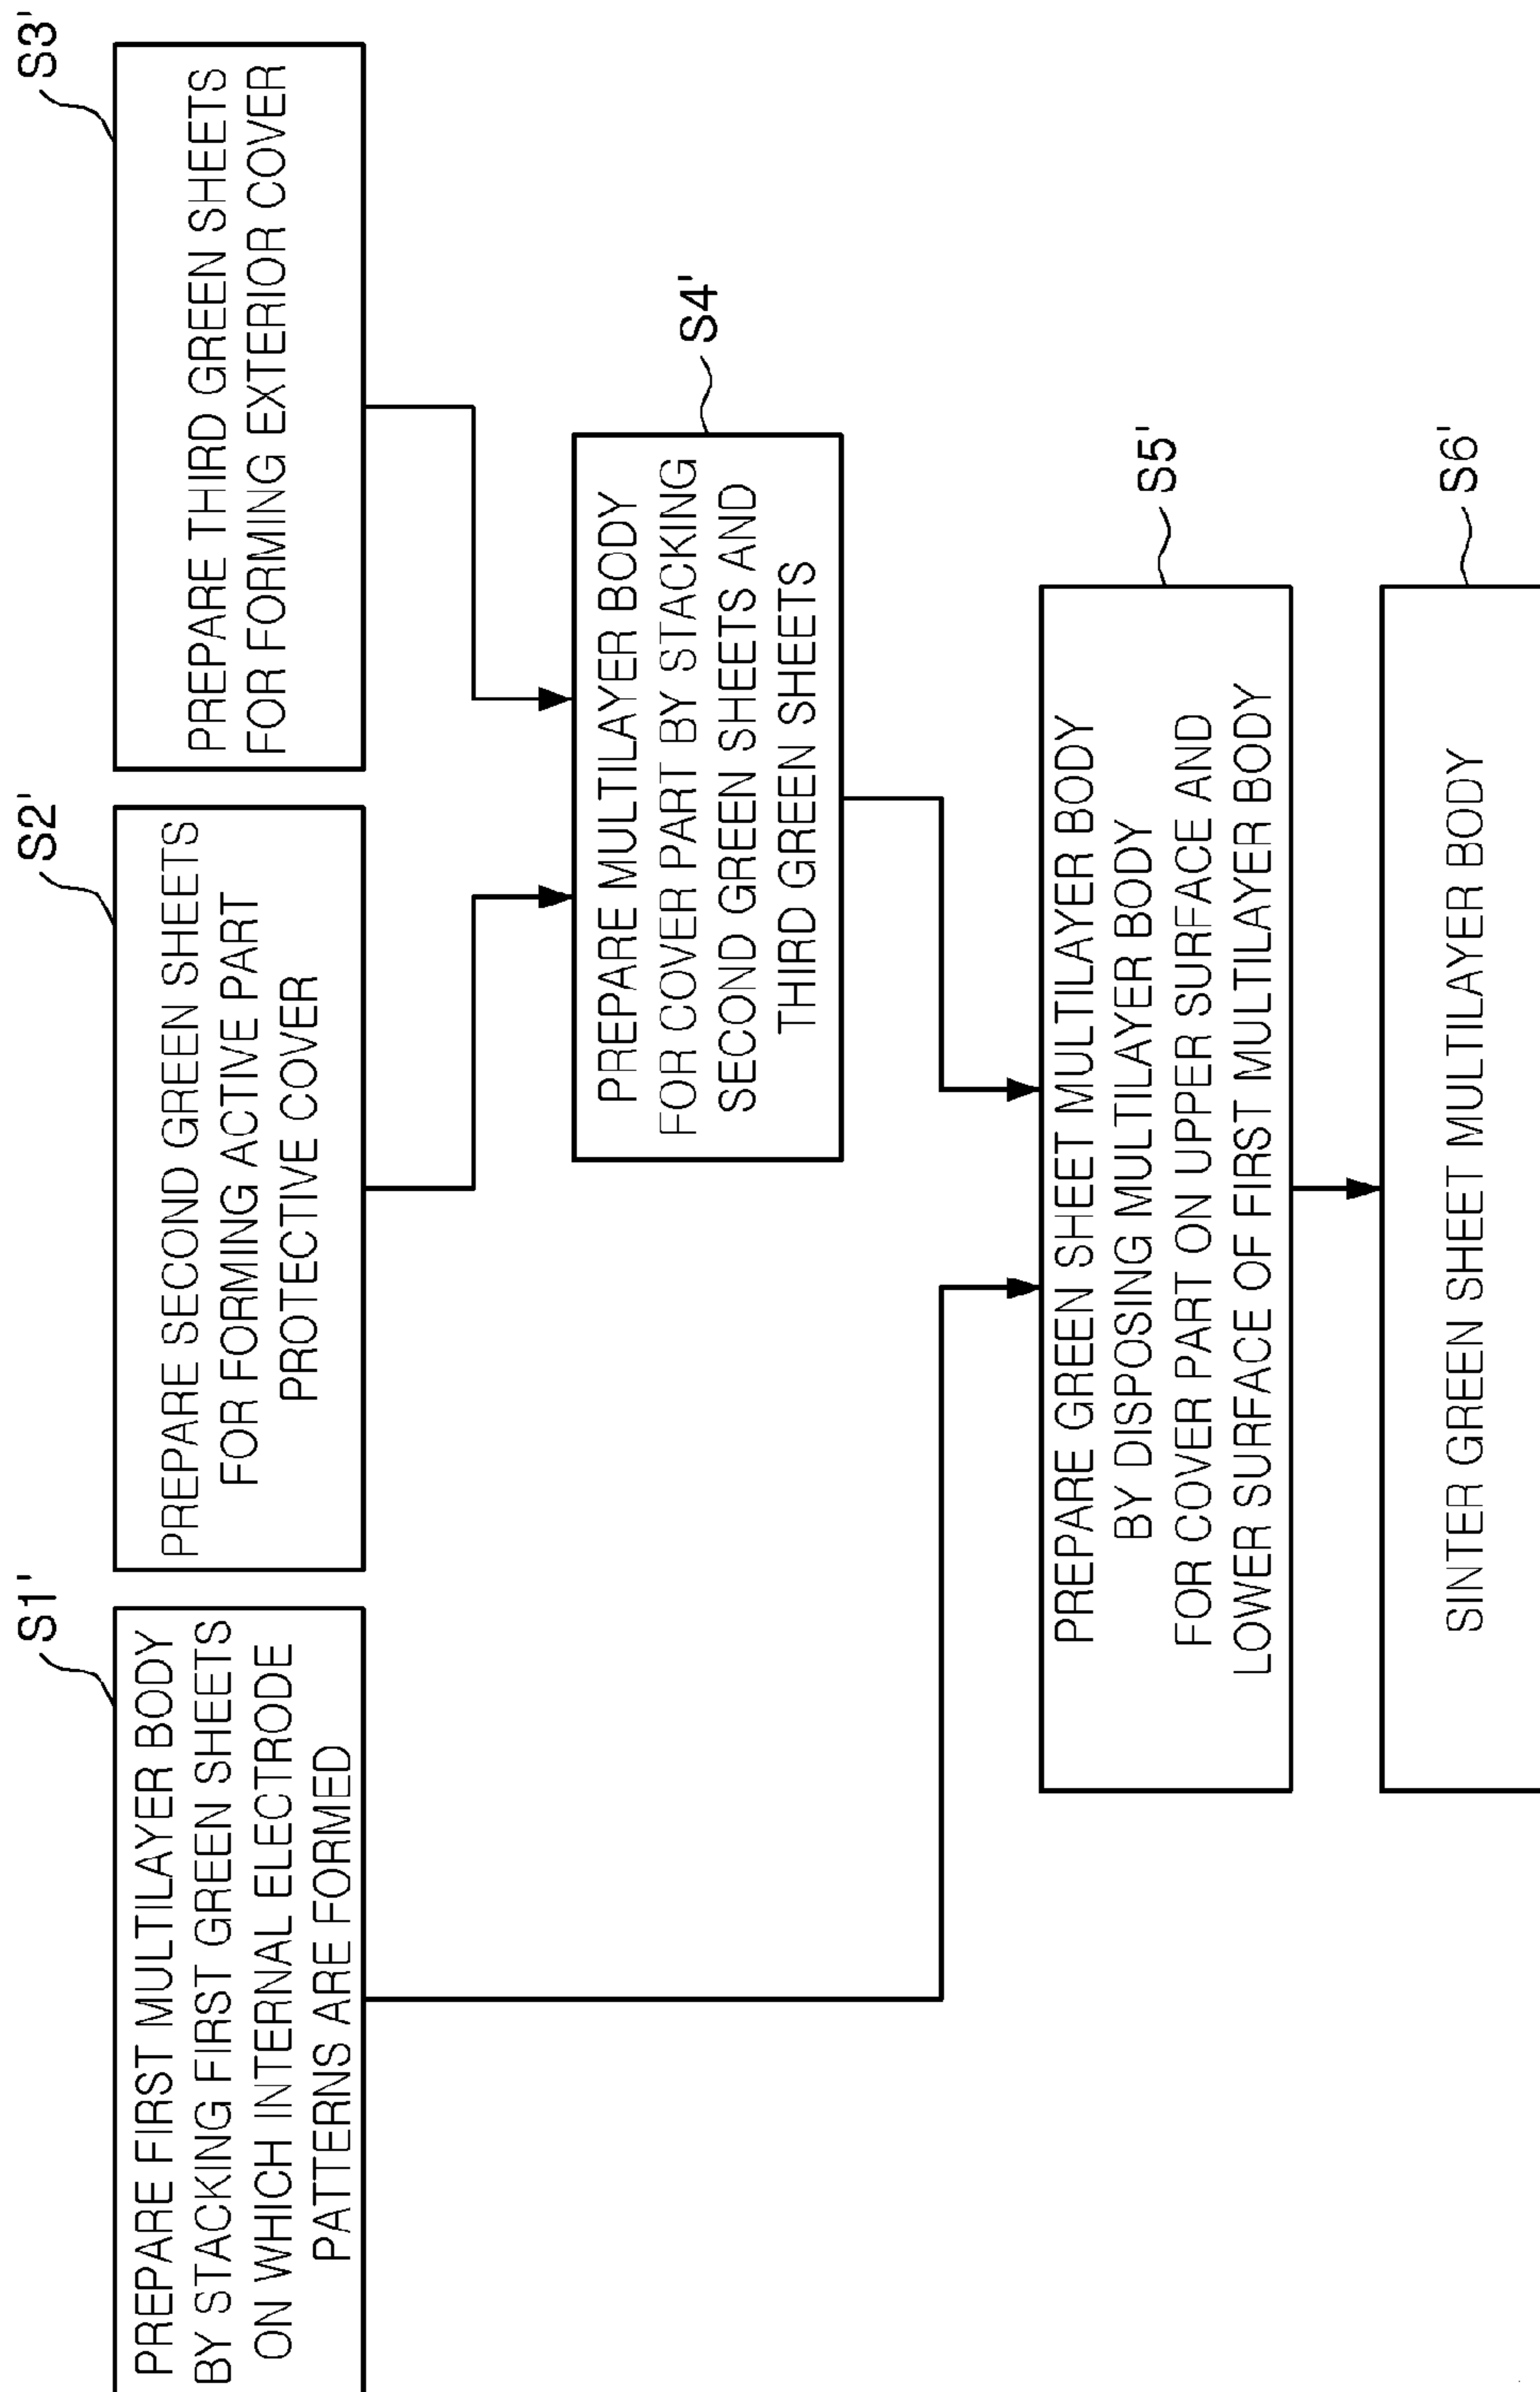 S1'
PREPARE FIRST MULTILAYER BODY
BY STACKING FIRST GREEN SHEETS
ON WHICH INTERNAL ELECTRODE
PATTERNS ARE FORMED
S2'
PREPARE SECOND GREEN SHEETS
FOR FORMING ACTIVE PART
PROTECTIVE COVER
S3'
PREPARE THIRD GREEN SHEETS
FOR FORMING EXTERIOR COVER
S4'
PREPARE MULTILAYER BODY
FOR COVER PART BY STACKING
SECOND GREEN SHEETS AND
THIRD GREEN SHEETS
S5'
PREPARE GREEN SHEET MULTILAYER BODY
BY DISPOSING MULTILAYER BODY
FOR COVER PART ON UPPER SURFACE AND
LOWER SURFACE OF FIRST MULTILAYER BODY
S6'
SINTER GREEN SHEET MULTILAYER BODY